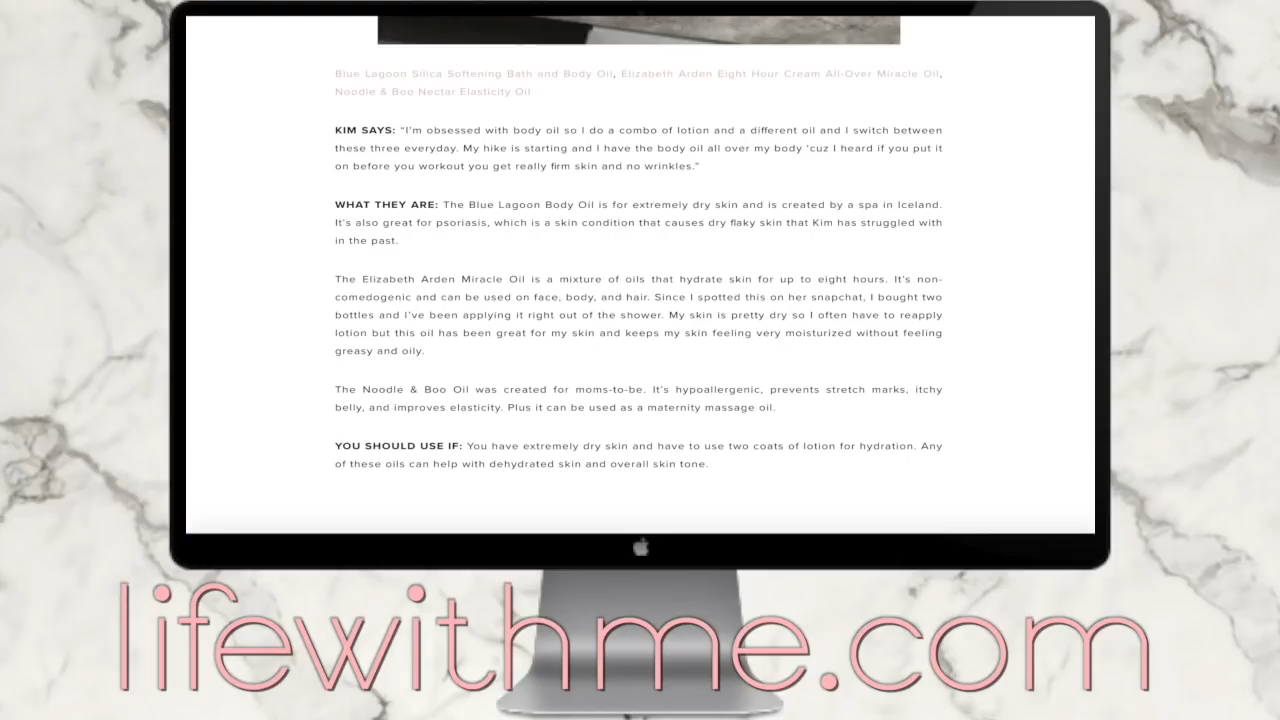 Blue Lagoon Silica Softening Bath and Body Oil, Elizabeth Arden Eight Hour Cream All-Over Miracle Oil,
Noodle & Boo Nectar Elasticity Oil
KIM SAYS: “I’m obsessed with body oil so I do a combo of lotion and a different oil and I switch between
these three everyday. My hike is starting and I have the body oil all over my body ‘cuz I heard if you put it
on before you workout you get really firm skin and no wrinkles.”
WHAT THEY ARE: The Blue Lagoon Body Oil is for extremely dry skin and is created by a spa in Iceland.
It’s also great for psoriasis, which is a skin condition that causes dry flaky skin that Kim has struggled with
in the past.
The Elizabeth Arden Miracle Oil is a mixture of oils that hydrate skin for up to eight hours. It’s non-
comedogenic and can be used on face, body, and hair. Since I spotted this on her snapchat, I bought two
bottles and I’ve been applying it right out of the shower. My skin is pretty dry so I often have to reapply
lotion but this oil has been great for my skin and keeps my skin feeling very moisturized without feeling
greasy and oily.
The Noodle & Boo Oil was created for moms-to-be. It’s hypoallergenic, prevents stretch marks, itchy
belly, and improves elasticity. Plus it can be used as a maternity massage oil.
YOU SHOULD USE IF: You have extremely dry skin and have to use two coats of lotion for hydration. Any
of these oils can help with dehydrated skin and overall skin tone.
lifewithme.com